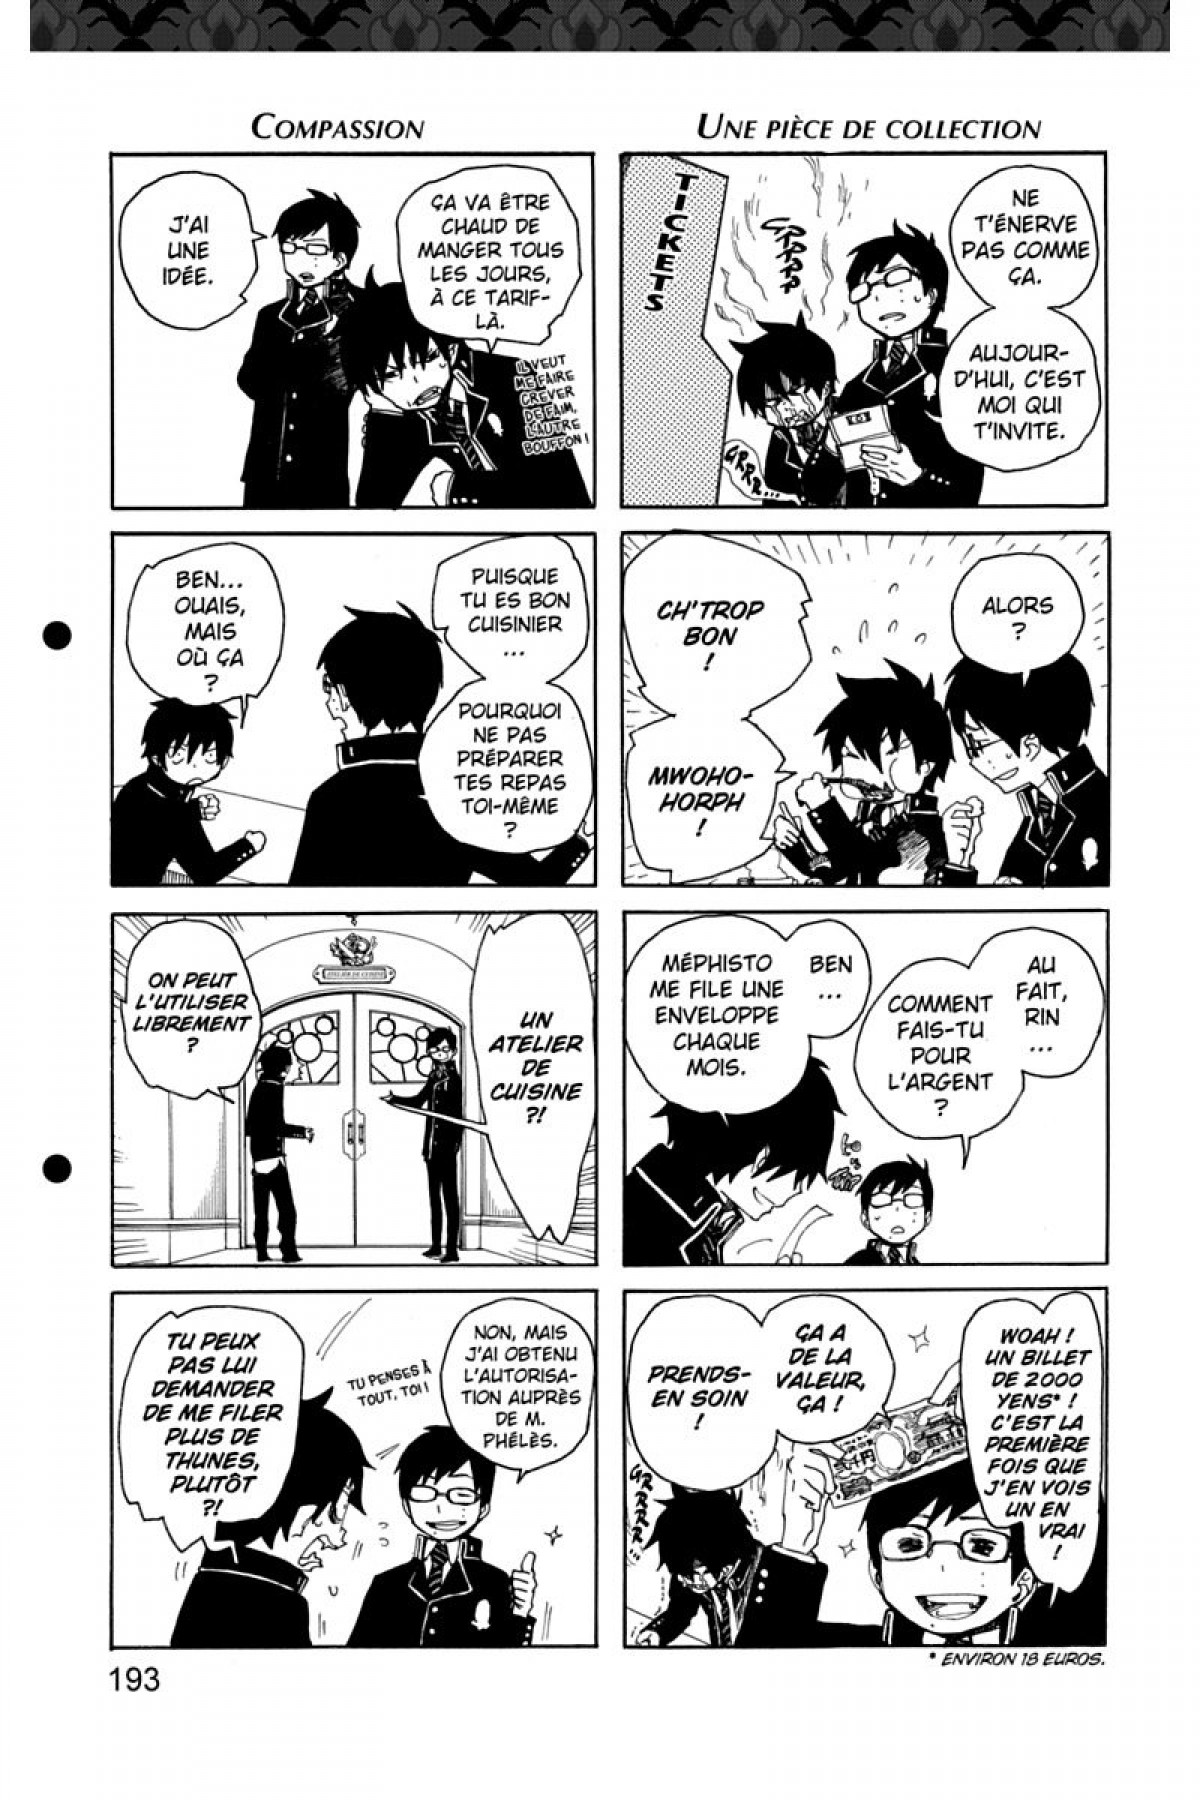 UNE PIÈCE DE COLLECTION
TICKETS
GRRRR
NE
T'ÉNERVE
PAS COMME
ÇA.
AUJOUR-
D'HUI, C'EST
MOI QUI
T'INVITE.
GRRRR...
ALORS
?
CH'TROP
BON
!
MWOHO-
HORPH
!
AU
FAIT,
RIN
...
COMMENT
FAIS-TU
POUR
L'ARGENT
?
BEN
...
MÉPHISTO
ME FILE UNE
ENVELOPPE
CHAQUE
MOIS.
WOAH !
UN BILLET
DE 2000
YENS* !
C'EST LA
PREMIÈRE
FOIS QUE
J'EN VOIS
UN EN
VRAI
!
ÇA A
DE LA
VALEUR,
ÇA !
PRENDS-
EN SOIN
!
GRRRRR...
* ENVIRON 18 EUROS.
COMPASSION
ÇA VA ÊTRE
CHAUD DE
MANGER TOUS
LES JOURS,
À CE TARIF-
LÀ.
IL VEUT
ME FAIRE
CREVER
DE FAIM,
L'AUTRE
BOUFFON !
J'AI
UNE
IDÉE.
PUISQUE
TU ES BON
CUISINIER
...
POURQUOI
NE PAS
PRÉPARER
TES REPAS
TOI-MÊME
?
BEN...
OUAIS,
MAIS
OÙ ÇA
?
UN
ATELIER
DE
CUISINE
?!
ATELIER DE CUISINE
ON PEUT
L'UTILISER
LIBREMENT
?
NON, MAIS
J'AI OBTENU
L'AUTORISA-
TION AUPRÈS
DE M.
PHÉLÈS.
TU PENSES À
TOUT, TOI !
TU PEUX
PAS LUI
DEMANDER
DE ME FILER
PLUS DE
THUNES,
PLUTÔT
?!
193